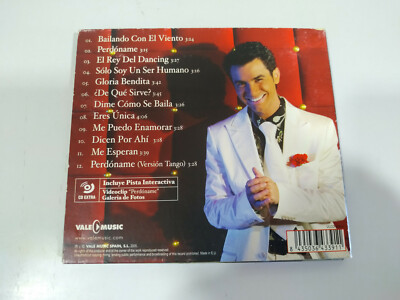 01. Bailando Con El Viento 3:24
02. Perdóname 3:25
03. El Rey Del Dancing 3:27
04. Sólo Soy Un Ser Humano 3:26
05. Gloria Bendita
06. ¿De Qué Sirve? 3:45
07. Dime Cómo Se Baila 3:26
08. Eres Única 4:06
09. Me Puedo Enamorar 3:28
10. Dicen Por Ahí 3:28
11. Me Esperan 3:39
12. Perdóname (Versión Tango) 3:28
CD EXTRA
Incluye Pista Interactiva
Videoclip "Perdóname"
Galería de Fotos
VALE MUSIC
www.valemusic.com
VALE MUSIC SPAIN, S.L.